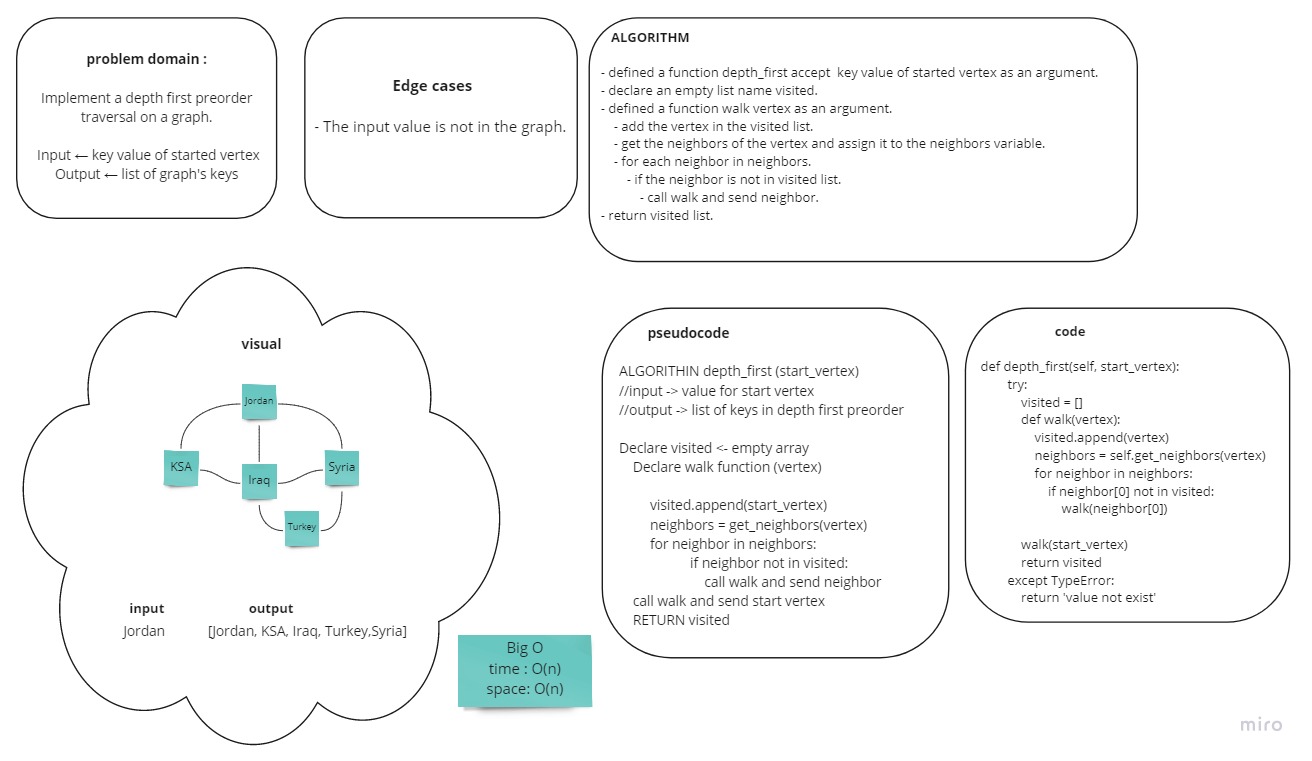 problem domain :
Implement a depth first preorder
traversal on a graph.
Input ← key value of started vertex
Output ← list of graph's keys
Edge cases
- The input value is not in the graph.
ALGORITHM
- defined a function depth_first accept  key value of started vertex as an argument.
- declare an empty list name visited.
- defined a function walk vertex as an argument.
- add the vertex in the visited list.
- get the neighbors of the vertex and assign it to the neighbors variable.
- for each neighbor in neighbors.
- if the neighbor is not in visited list.
- call walk and send neighbor.
- return visited list.
visual
Jordan
KSA
Iraq
Syria
Turkey
input
output
Jordan
[Jordan, KSA, Iraq, Turkey,Syria]
Big O
time : O(n)
space: O(n)
pseudocode
ALGORITHIN depth_first (start_vertex)
//input -> value for start vertex
//output -> list of keys in depth first preorder
Declare visited <- empty array
Declare walk function (vertex)
visited.append(start_vertex)
neighbors = get_neighbors(vertex)
for neighbor in neighbors:
if neighbor not in visited:
call walk and send neighbor
call walk and send start vertex
RETURN visited
code
def depth_first(self, start_vertex):
try:
visited = []
def walk(vertex):
visited.append(vertex)
neighbors = self.get_neighbors(vertex)
for neighbor in neighbors:
if neighbor[0] not in visited:
walk(neighbor[0])
walk(start_vertex)
return visited
except TypeError:
return 'value not exist'
miro